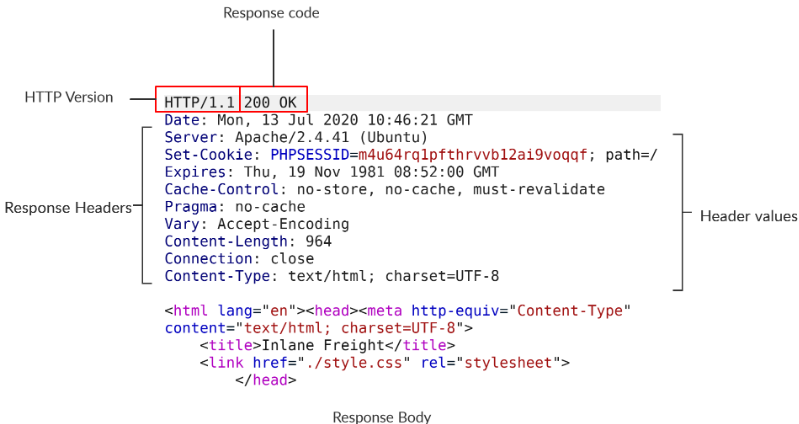 Response code
HTTP Version
HTTP/1.1 200 OK
Date: Mon, 13 Jul 2020 10:46:21 GMT
Server: Apache/2.4.41 (Ubuntu)
Set-Cookie: PHPSESSID=m4u64rq1pfthrvvb12ai9voqqf; path=/
Expires: Thu, 19 Nov 1981 08:52:00 GMT
Cache-Control: no-store, no-cache, must-revalidate
Response Headers
Pragma: no-cache
Header values
Vary: Accept-Encoding
Content-Length: 964
Connection: close
Content-Type: text/html; charset=UTF-8
<html lang="en"><head><meta http-equiv="Content-Type"
content="text/html; charset=UTF-8">
<title>Inlane Freight</title>
<link href="./style.css" rel="stylesheet">
</head>
Response Body